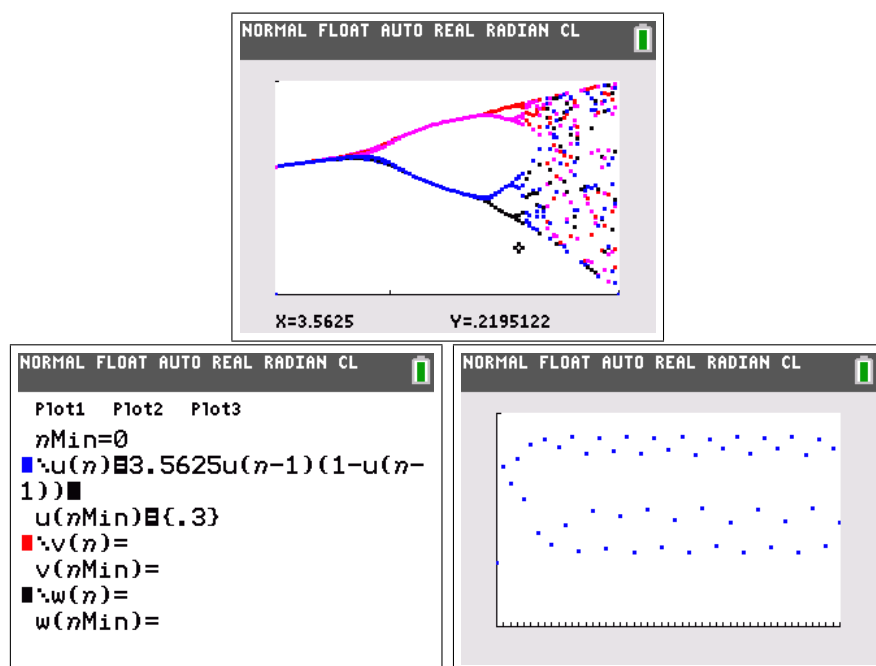 NORMAL FLOAT AUTO REAL RADIAN CL
X=3.5625 Y=.2195122
NORMAL FLOAT AUTO REAL RADIAN CL
Plot1 Plot2 Plot3
nMin=0
u(n)=3.5625u(n-1)(1-u(n-
1))
u(nMin)={.3}
v(n)=
v(nMin)=
w(n)=
w(nMin)=
NORMAL FLOAT AUTO REAL RADIAN CL